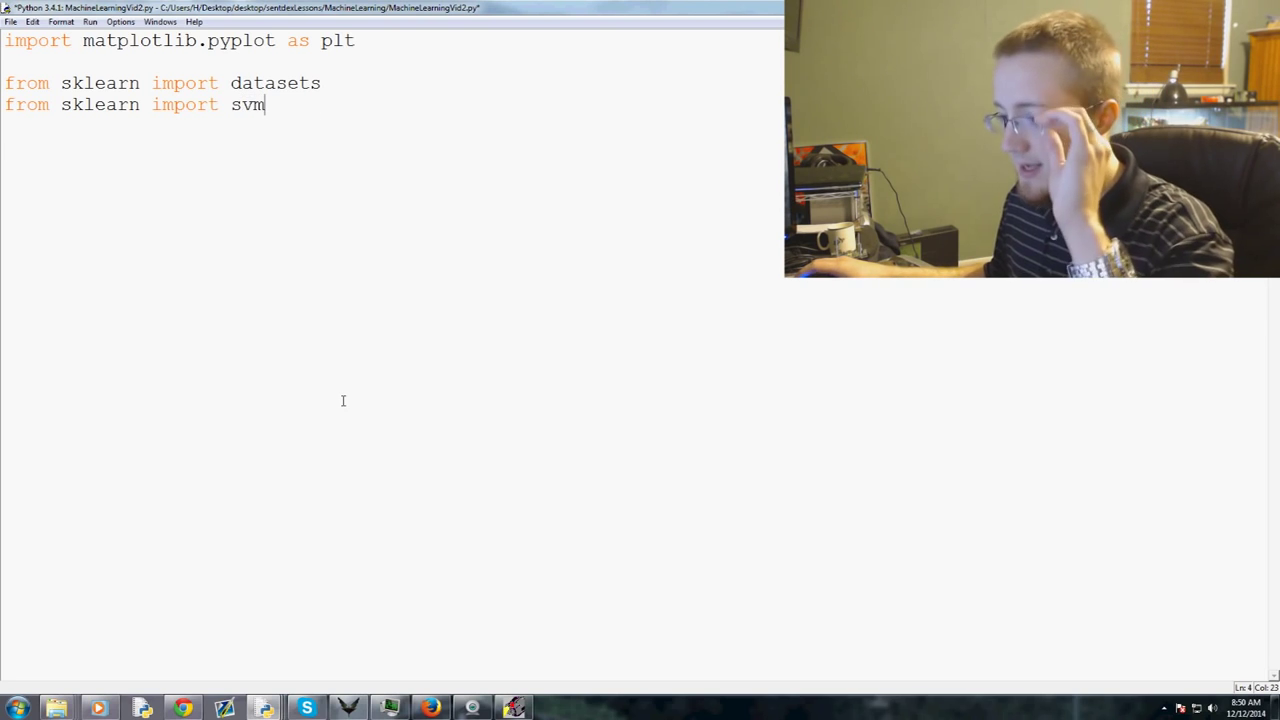 *Python 3.4.1: MachineLearningVid2.py - C:/Users/H/Desktop/desktop/sentdexLessons/MachineLearning/MachineLearningVid2.py*
File Edit Format Run Options Windows Help
import matplotlib.pyplot as plt
from sklearn import datasets
from sklearn import svm
Ln: 4 Col: 23
8:50 AM
12/12/2014